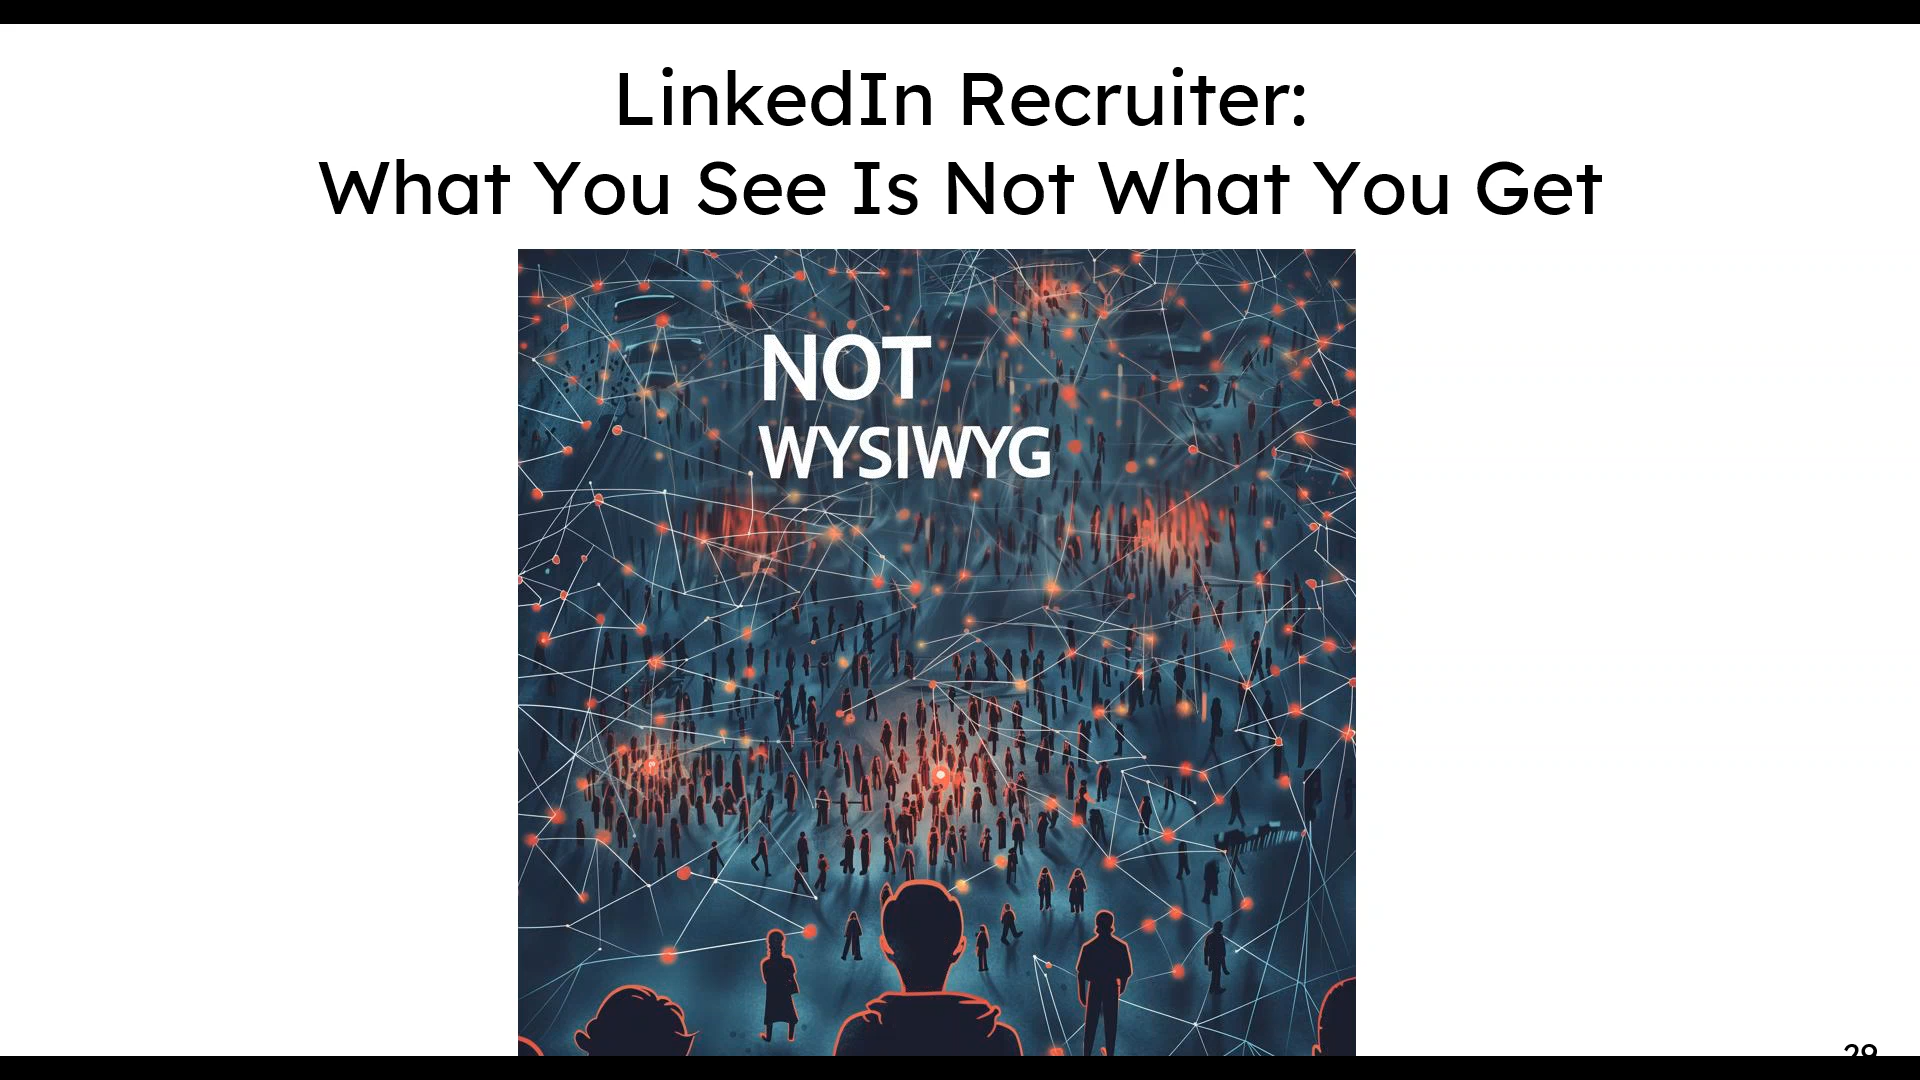 LinkedIn Recruiter:
What You See Is Not What You Get
NOT
WYSIWYG